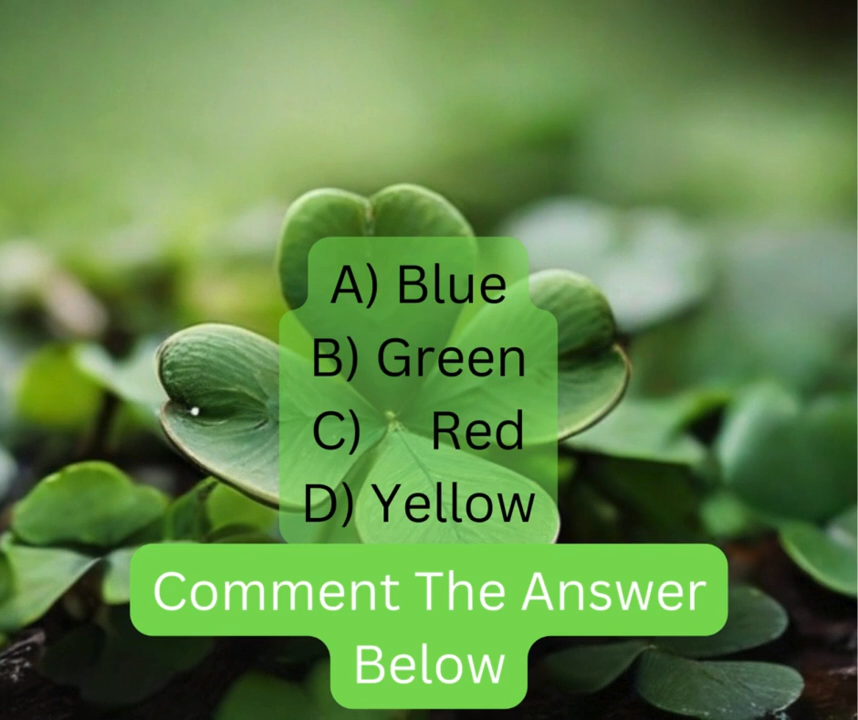 A) Blue
B) Green
C) Red
D) Yellow
Comment The Answer
Below